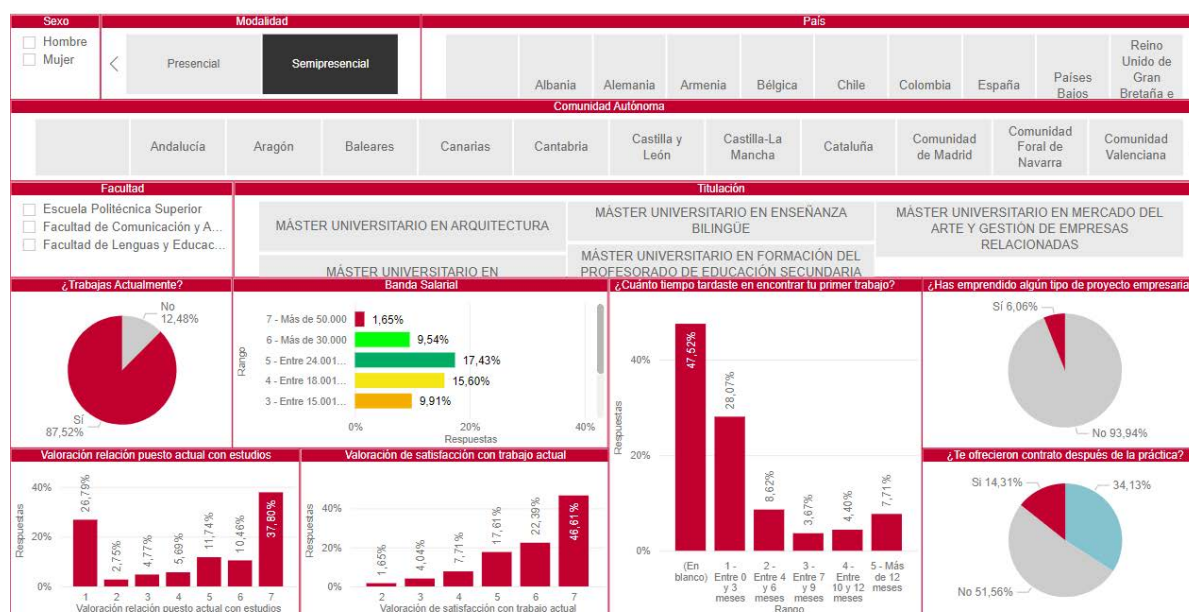 Sexo
Modalidad
País
Hombre
Mujer
Presencial
Semipresencial
Albania
Alemania
Armenia
Bélgica
Chile
Colombia
España
Países
Bajos
Reino
Unido de
Gran
Bretaña e
Comunidad Autónoma
Andalucía
Aragón
Baleares
Canarias
Cantabria
Castilla y
León
Castilla-La
Mancha
Cataluña
Comunidad
de Madrid
Comunidad
Foral de
Navarra
Comunidad
Valenciana
Facultad
Titulación
Escuela Politécnica Superior
Facultad de Comunicación y A...
Facultad de Lenguas y Educac...
MÁSTER UNIVERSITARIO EN ARQUITECTURA
MÁSTER UNIVERSITARIO EN ENSEÑANZA
BILINGÜE
MÁSTER UNIVERSITARIO EN MERCADO DEL
ARTE Y GESTIÓN DE EMPRESAS
RELACIONADAS
MÁSTER UNIVERSITARIO EN
MÁSTER UNIVERSITARIO EN FORMACIÓN DEL
PROFESORADO DE EDUCACIÓN SECUNDARIA
¿Trabajas Actualmente?
No
12,48%
Sí
87,52%
Banda Salarial
Rango
7 - Más de 50.000
1,65%
6 - Más de 30.000
9,54%
5 - Entre 24.001...
17,43%
4 - Entre 18.001...
15,60%
3 - Entre 15.001...
9,91%
0%
20%
40%
Respuestas
¿Cuánto tiempo tardaste en encontrar tu primer trabajo?
Respuestas
40%
20%
0%
47,52%
28,07%
8,62%
3,67%
4,40%
7,71%
(En
blanco)
1 -
Entre 0
y 3
meses
2 -
Entre 4
y 6
meses
3 -
Entre 7
y 9
meses
4 -
Entre
10 y 12
meses
5 - Más
de 12
meses
Rango
¿Has emprendido algún tipo de proyecto empresaria
Sí 6,06%
No 93,94%
Valoración relación puesto actual con estudios
Respuestas
40%
20%
0%
26,79%
2,75%
4,77%
5,69%
11,74%
10,46%
37,80%
1
2
3
4
5
6
7
Valoración relación puesto actual con estudios
Valoración de satisfacción con trabajo actual
Respuestas
40%
20%
0%
1,65%
4,04%
7,71%
17,61%
22,39%
46,61%
2
3
4
5
6
7
Valoración de satisfacción con trabajo actual
¿Te ofrecieron contrato después de la práctica?
Si 14,31%
34,13%
No 51,56%